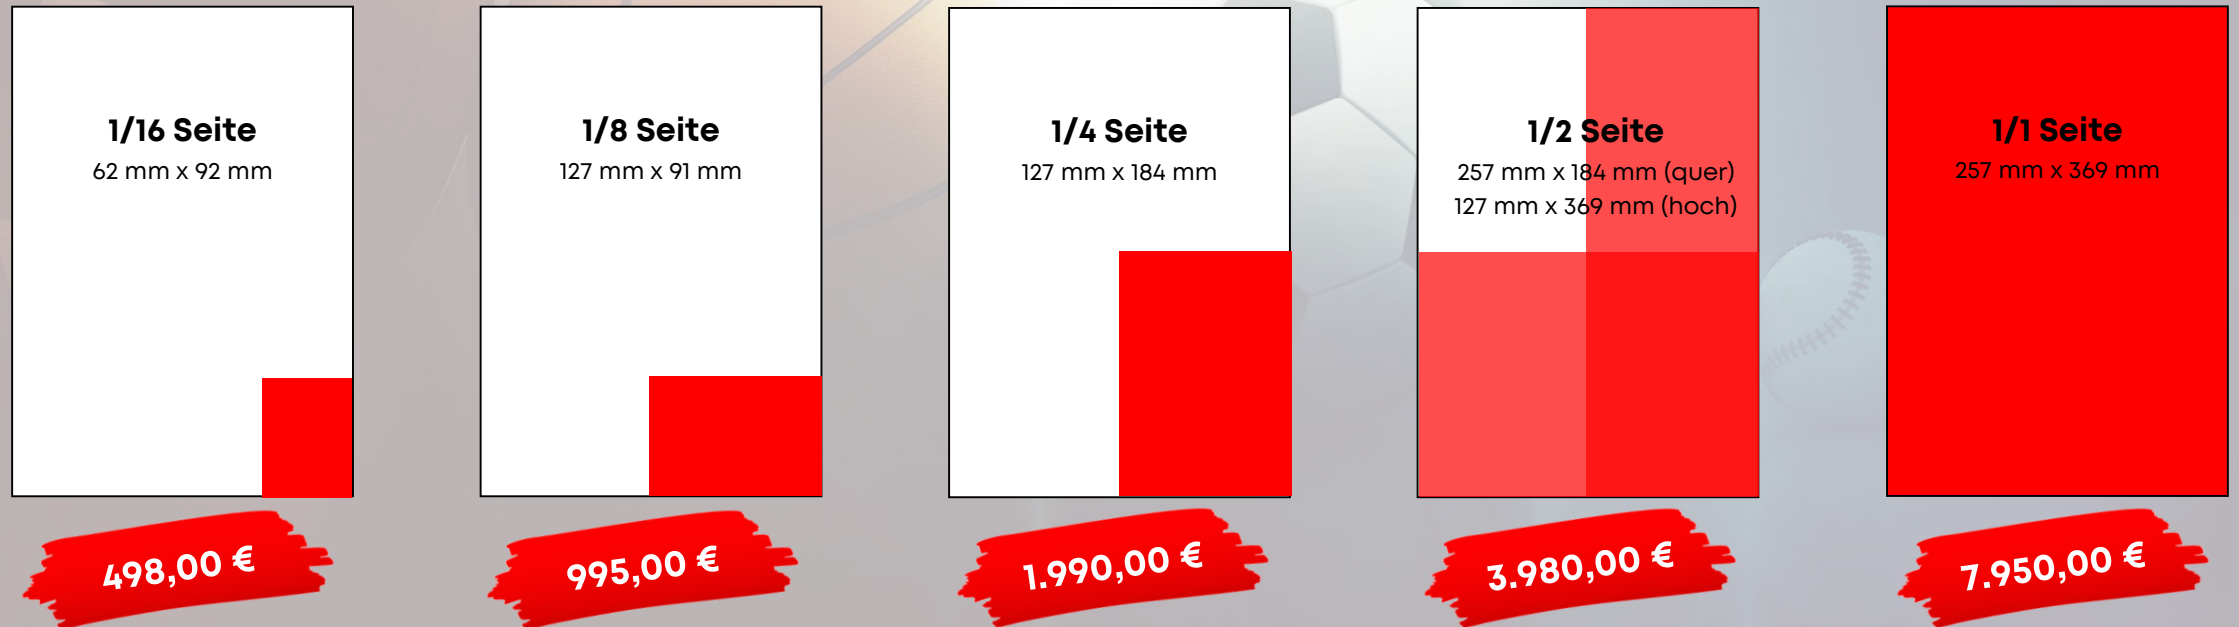 1/16 Seite
62 mm x 92 mm
498,00 €
1/8 Seite
127 mm x 91 mm
995,00 €
1/4 Seite
127 mm x 184 mm
1.990,00 €
1/2 Seite
257 mm x 184 mm (quer)
127 mm x 369 mm (hoch)
3.980,00 €
1/1 Seite
257 mm x 369 mm
7.950,00 €